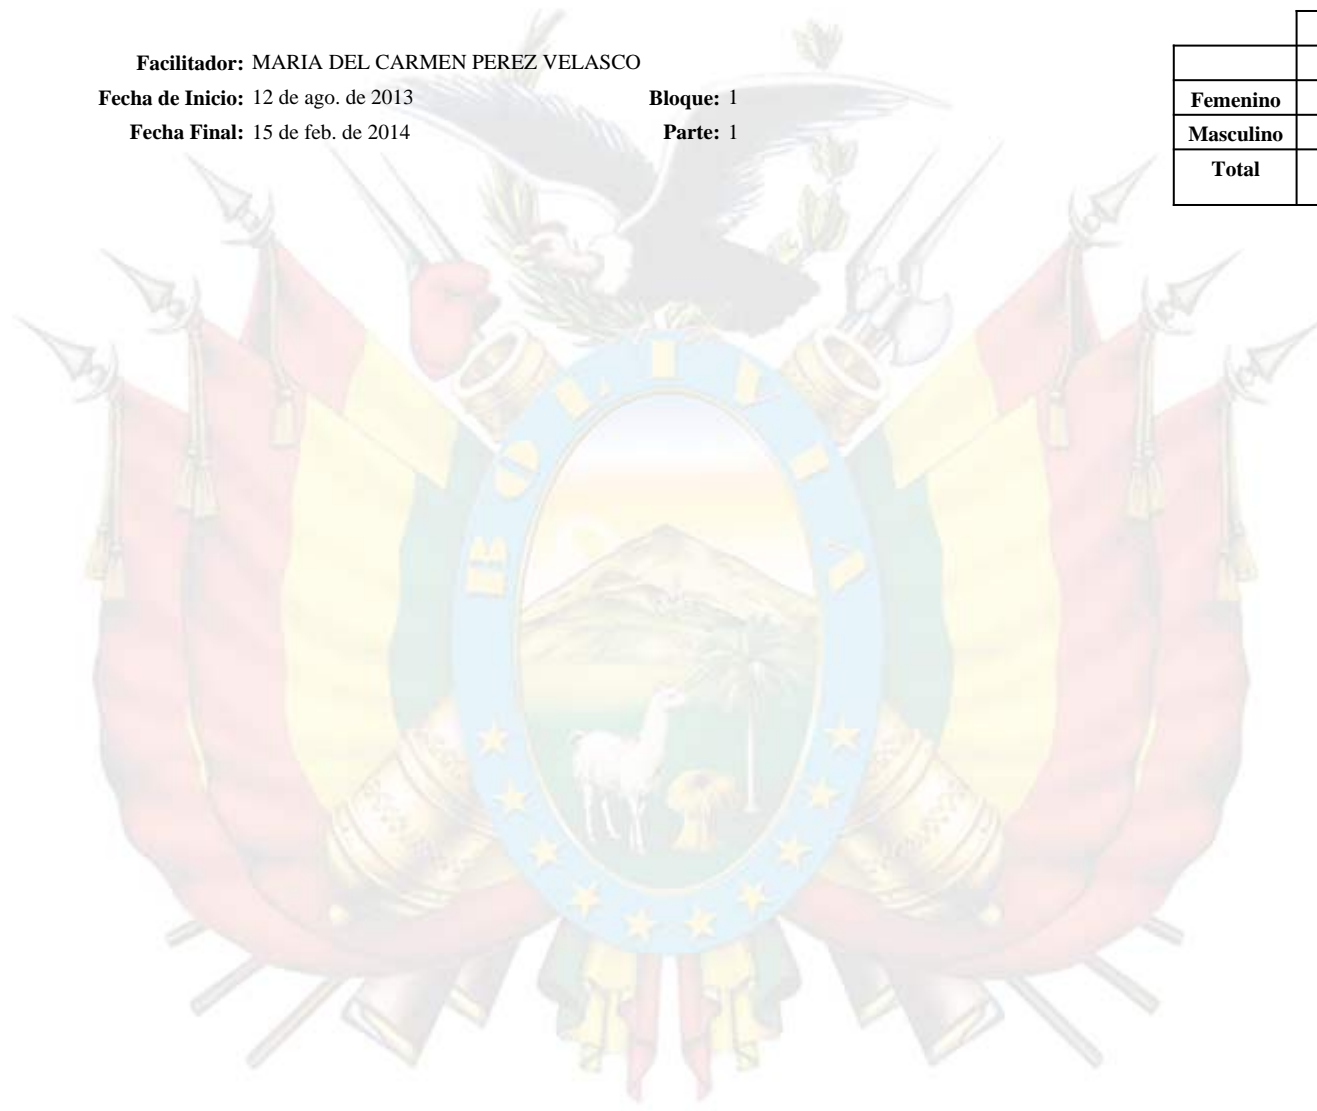 Facilitador: MARIA DEL CARMEN PEREZ VELASCO
Fecha de Inicio: 12 de ago. de 2013 Bloque: 1
Fecha Final: 15 de feb. de 2014 Parte: 1
Femenino
Masculino
Total
BOLIVIA